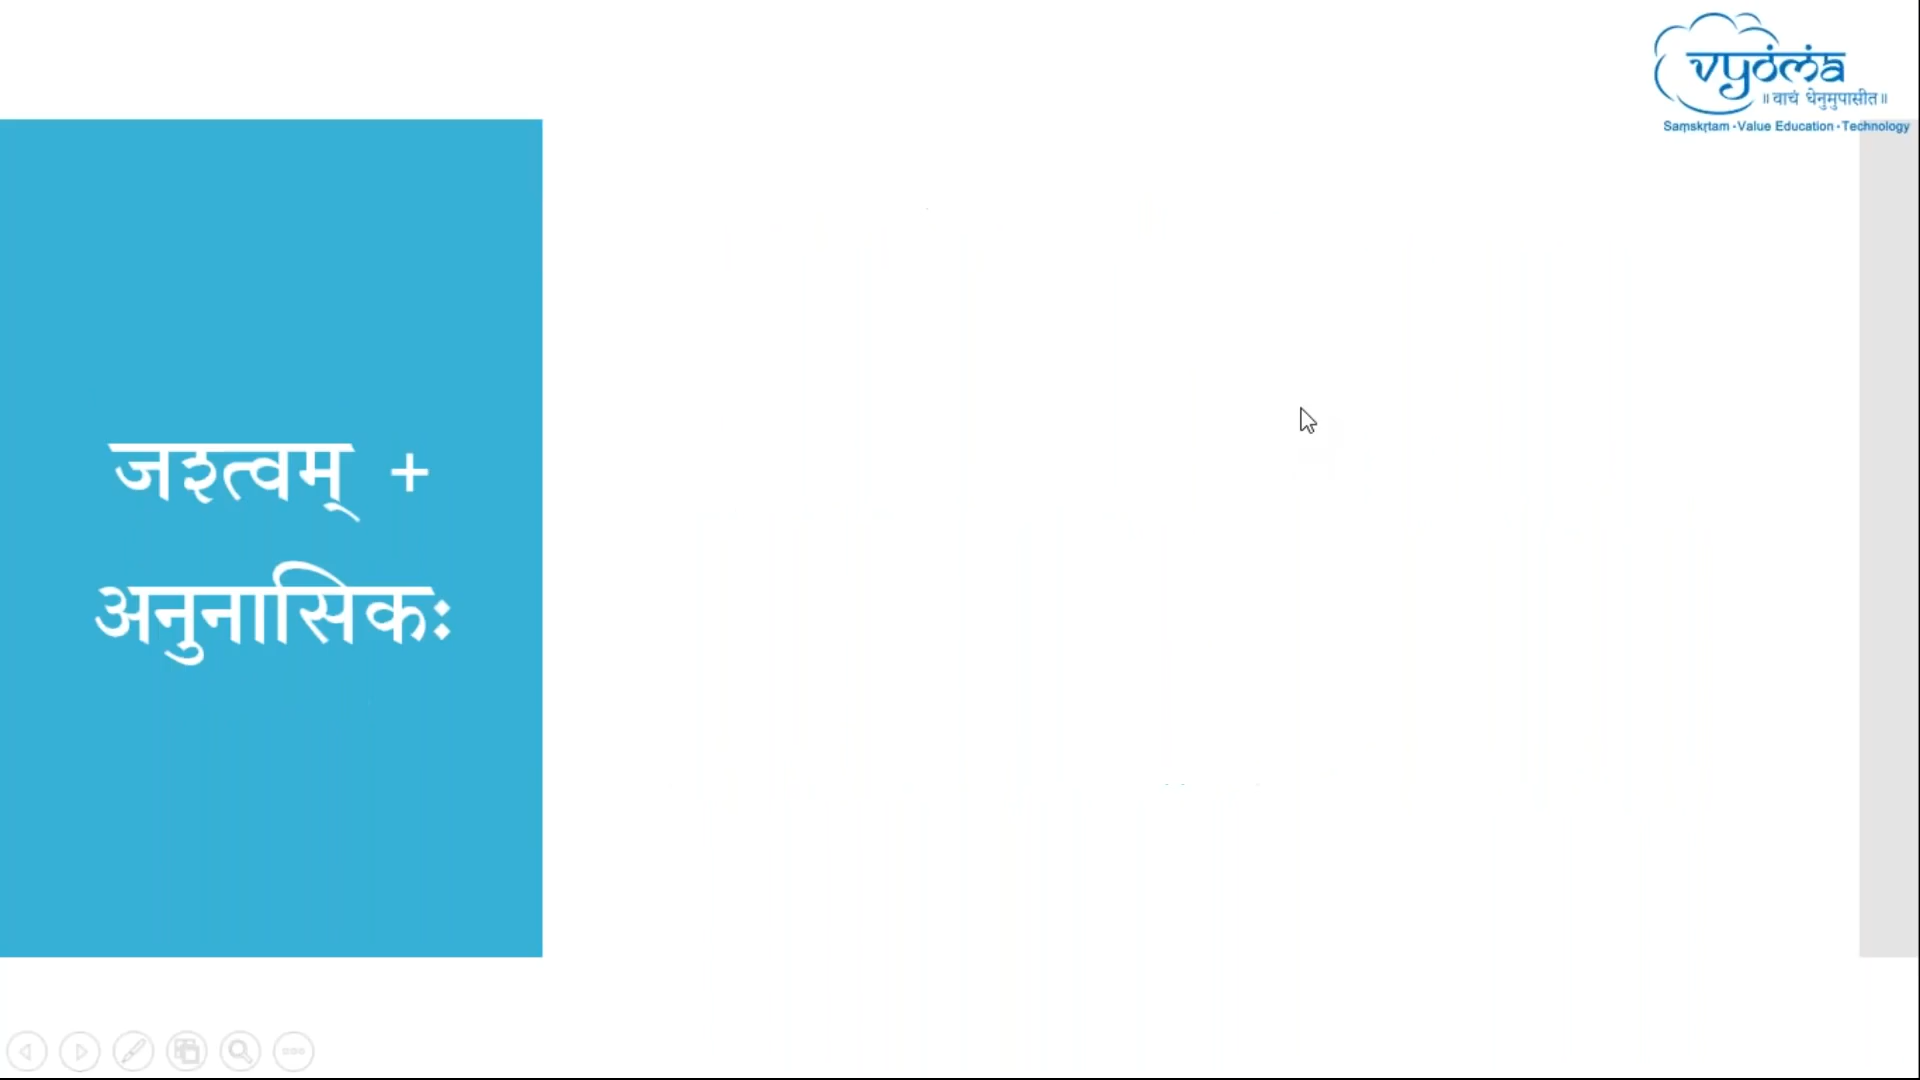 vyoma
॥ वाचं धेनुमुपासीत॥
Saṃskṛtam - Value Education - Technology
जश्त्वम् +
अनुनासिकः